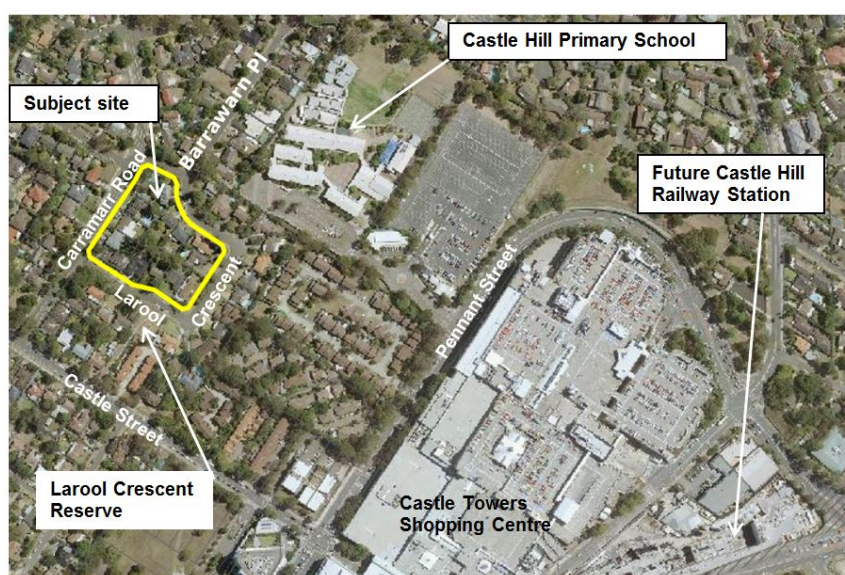 Castle Hill Primary School
Barrawarn Pl
Subject site
Carramarr Road
Future Castle Hill
Railway Station
Larool
Crescent
Pennant Street
Castle Street
Larool Crescent
Reserve
Castle Towers
Shopping Centre